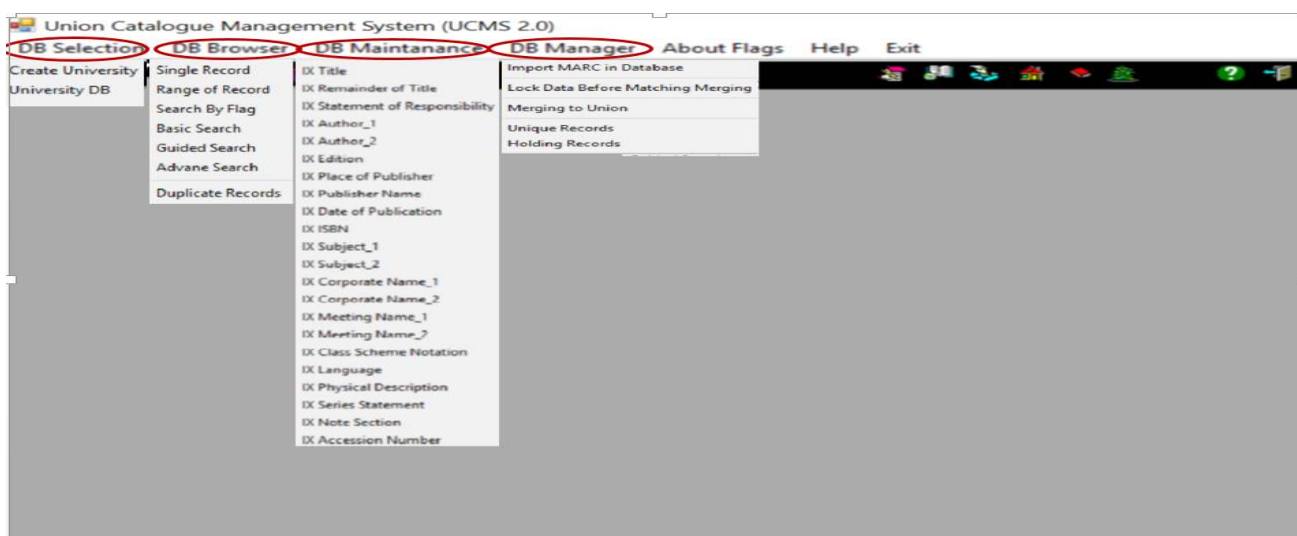 Union Catalogue Management System (UCMS 2.0)
DB Selection DB Browser DB Maintanance DB Manager About Flags Help Exit
Create University
University DB
Single Record
Range of Record
Search By Flag
Basic Search
Guided Search
Advane Search
Duplicate Records
IX Title
IX Remainder of Title
IX Statement of Responsibility
IX Author_1
IX Author_2
IX Edition
IX Place of Publisher
IX Publisher Name
IX Date of Publication
IX ISBN
IX Subject_1
IX Subject_2
IX Corporate Name_1
IX Corporate Name_2
IX Meeting Name_1
IX Meeting Name_2
IX Class Scheme Notation
IX Language
IX Physical Description
IX Series Statement
IX Note Section
IX Accession Number
Import MARC in Database
Lock Data Before Matching Merging
Merging to Union
Unique Records
Holding Records